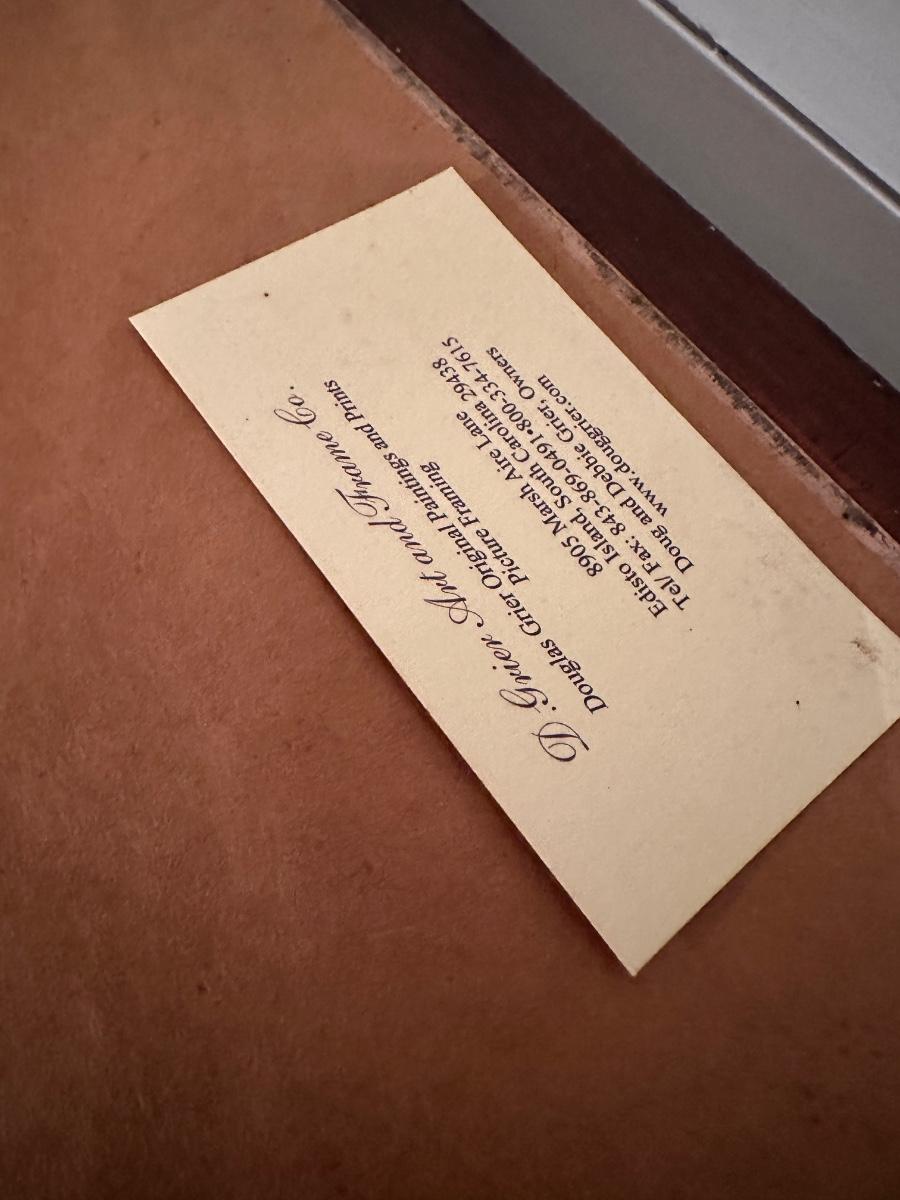 D. Grier Art and Frame Co.
Douglas Grier Original Paintings and Prints
Picture Framing
8905 Marsh Aire Lane
Edisto Island, South Carolina 29438
Tel/ Fax: 843-869-0491•800-334-7615
Doug and Debbie Grier, Owners
www.douggrier.com